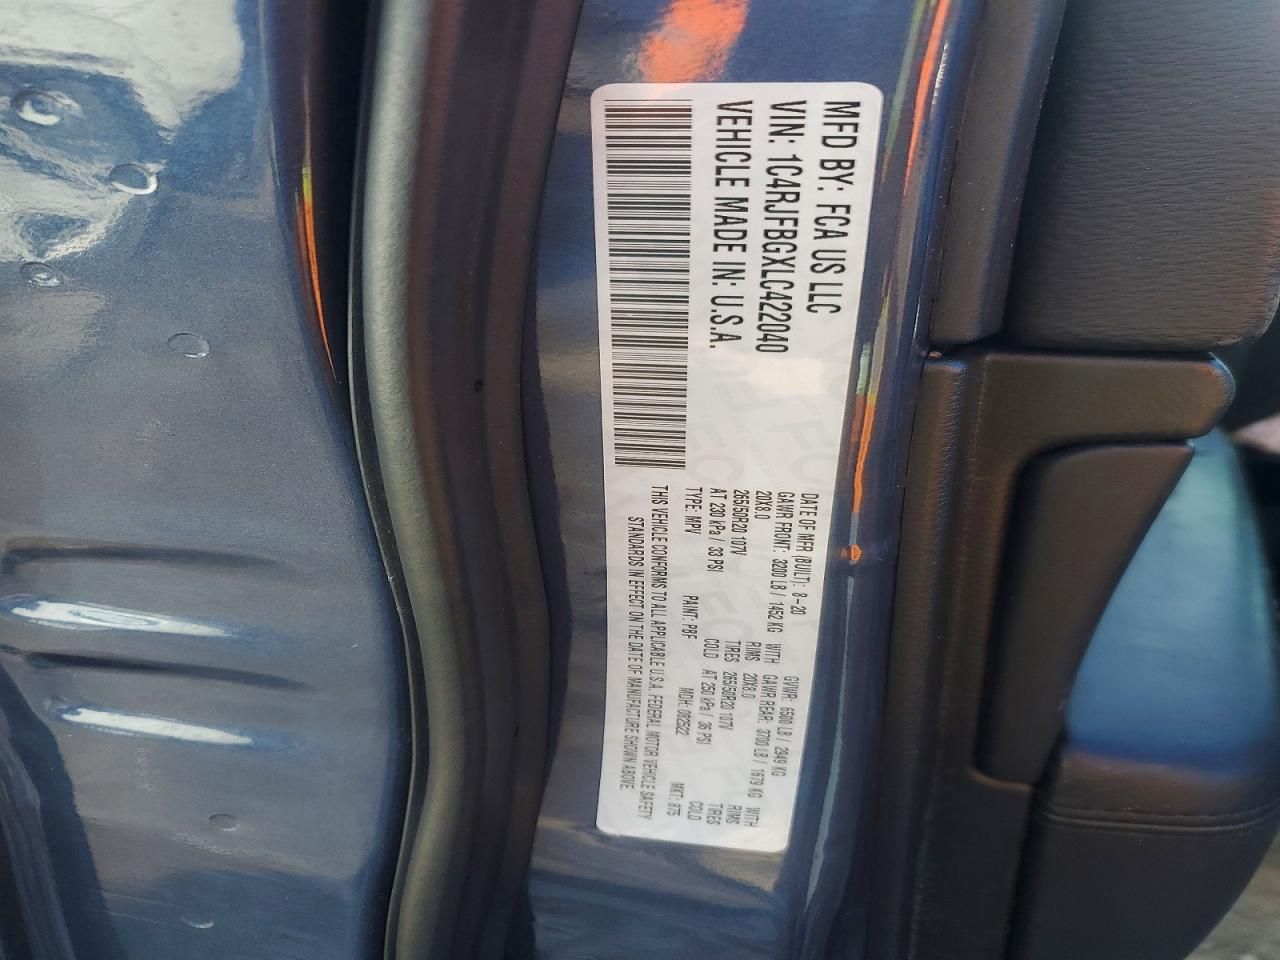 MFD BY: FCA US LLC
VIN: 1C4RJFBGXLC422040
VEHICLE MADE IN: U.S.A
DATE OF MFR (BUILT): 8-20 GVWR: 6500 LB / 2949 KG
GAWR FRONT: 3200 LB / 1452 KG WITH GAWR REAR: 3700 LB / 1679 KG WITH
20X8.0 RIMS 20X8.0 RIMS
265/50R20 107V TIRES 265/50R20 107V TIRES
AT 230 kPa / 33 PSI COLD AT 250 kPa / 36 PSI COLD
TYPE: MPV PAINT: PBF MDH: 082522 MKT: 875
THIS VEHICLE CONFORMS TO ALL APPLICABLE U.S.A. FEDERAL MOTOR VEHICLE SAFETY
STANDARDS IN EFFECT ON THE DATE OF MANUFACTURE SHOWN ABOVE.